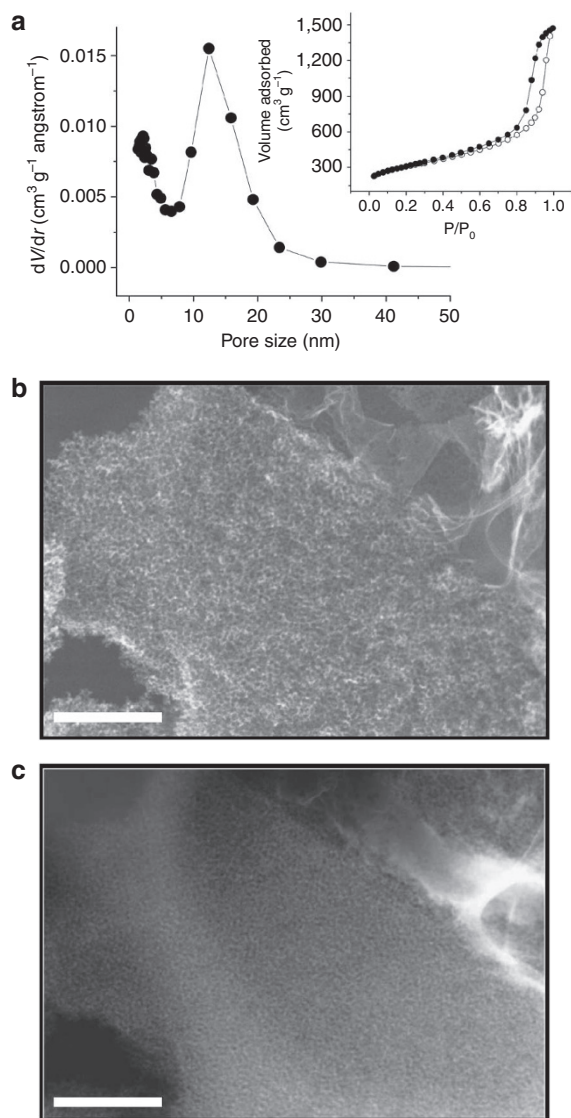 a
dV/dr (cm³ g⁻¹ angstrom⁻¹)
0.015
0.010
0.005
0.000
0
10
20
30
40
50
Pore size (nm)
Volume adsorbed
(cm³ g⁻¹)
1,500
1,200
900
600
300
0.0
0.2
0.4
0.6
0.8
1.0
P/P₀
b
c